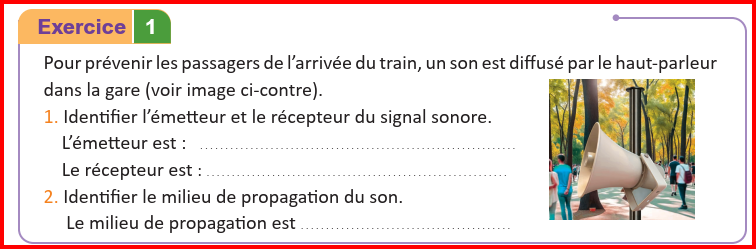 Exercice 1
Pour prévenir les passagers de l’arrivée du train, un son est diffusé par le haut-parleur
dans la gare (voir image ci-contre).
1. Identifier l’émetteur et le récepteur du signal sonore.
L’émetteur est : ......................................................
Le récepteur est : ......................................................
2. Identifier le milieu de propagation du son.
Le milieu de propagation est ..........................................